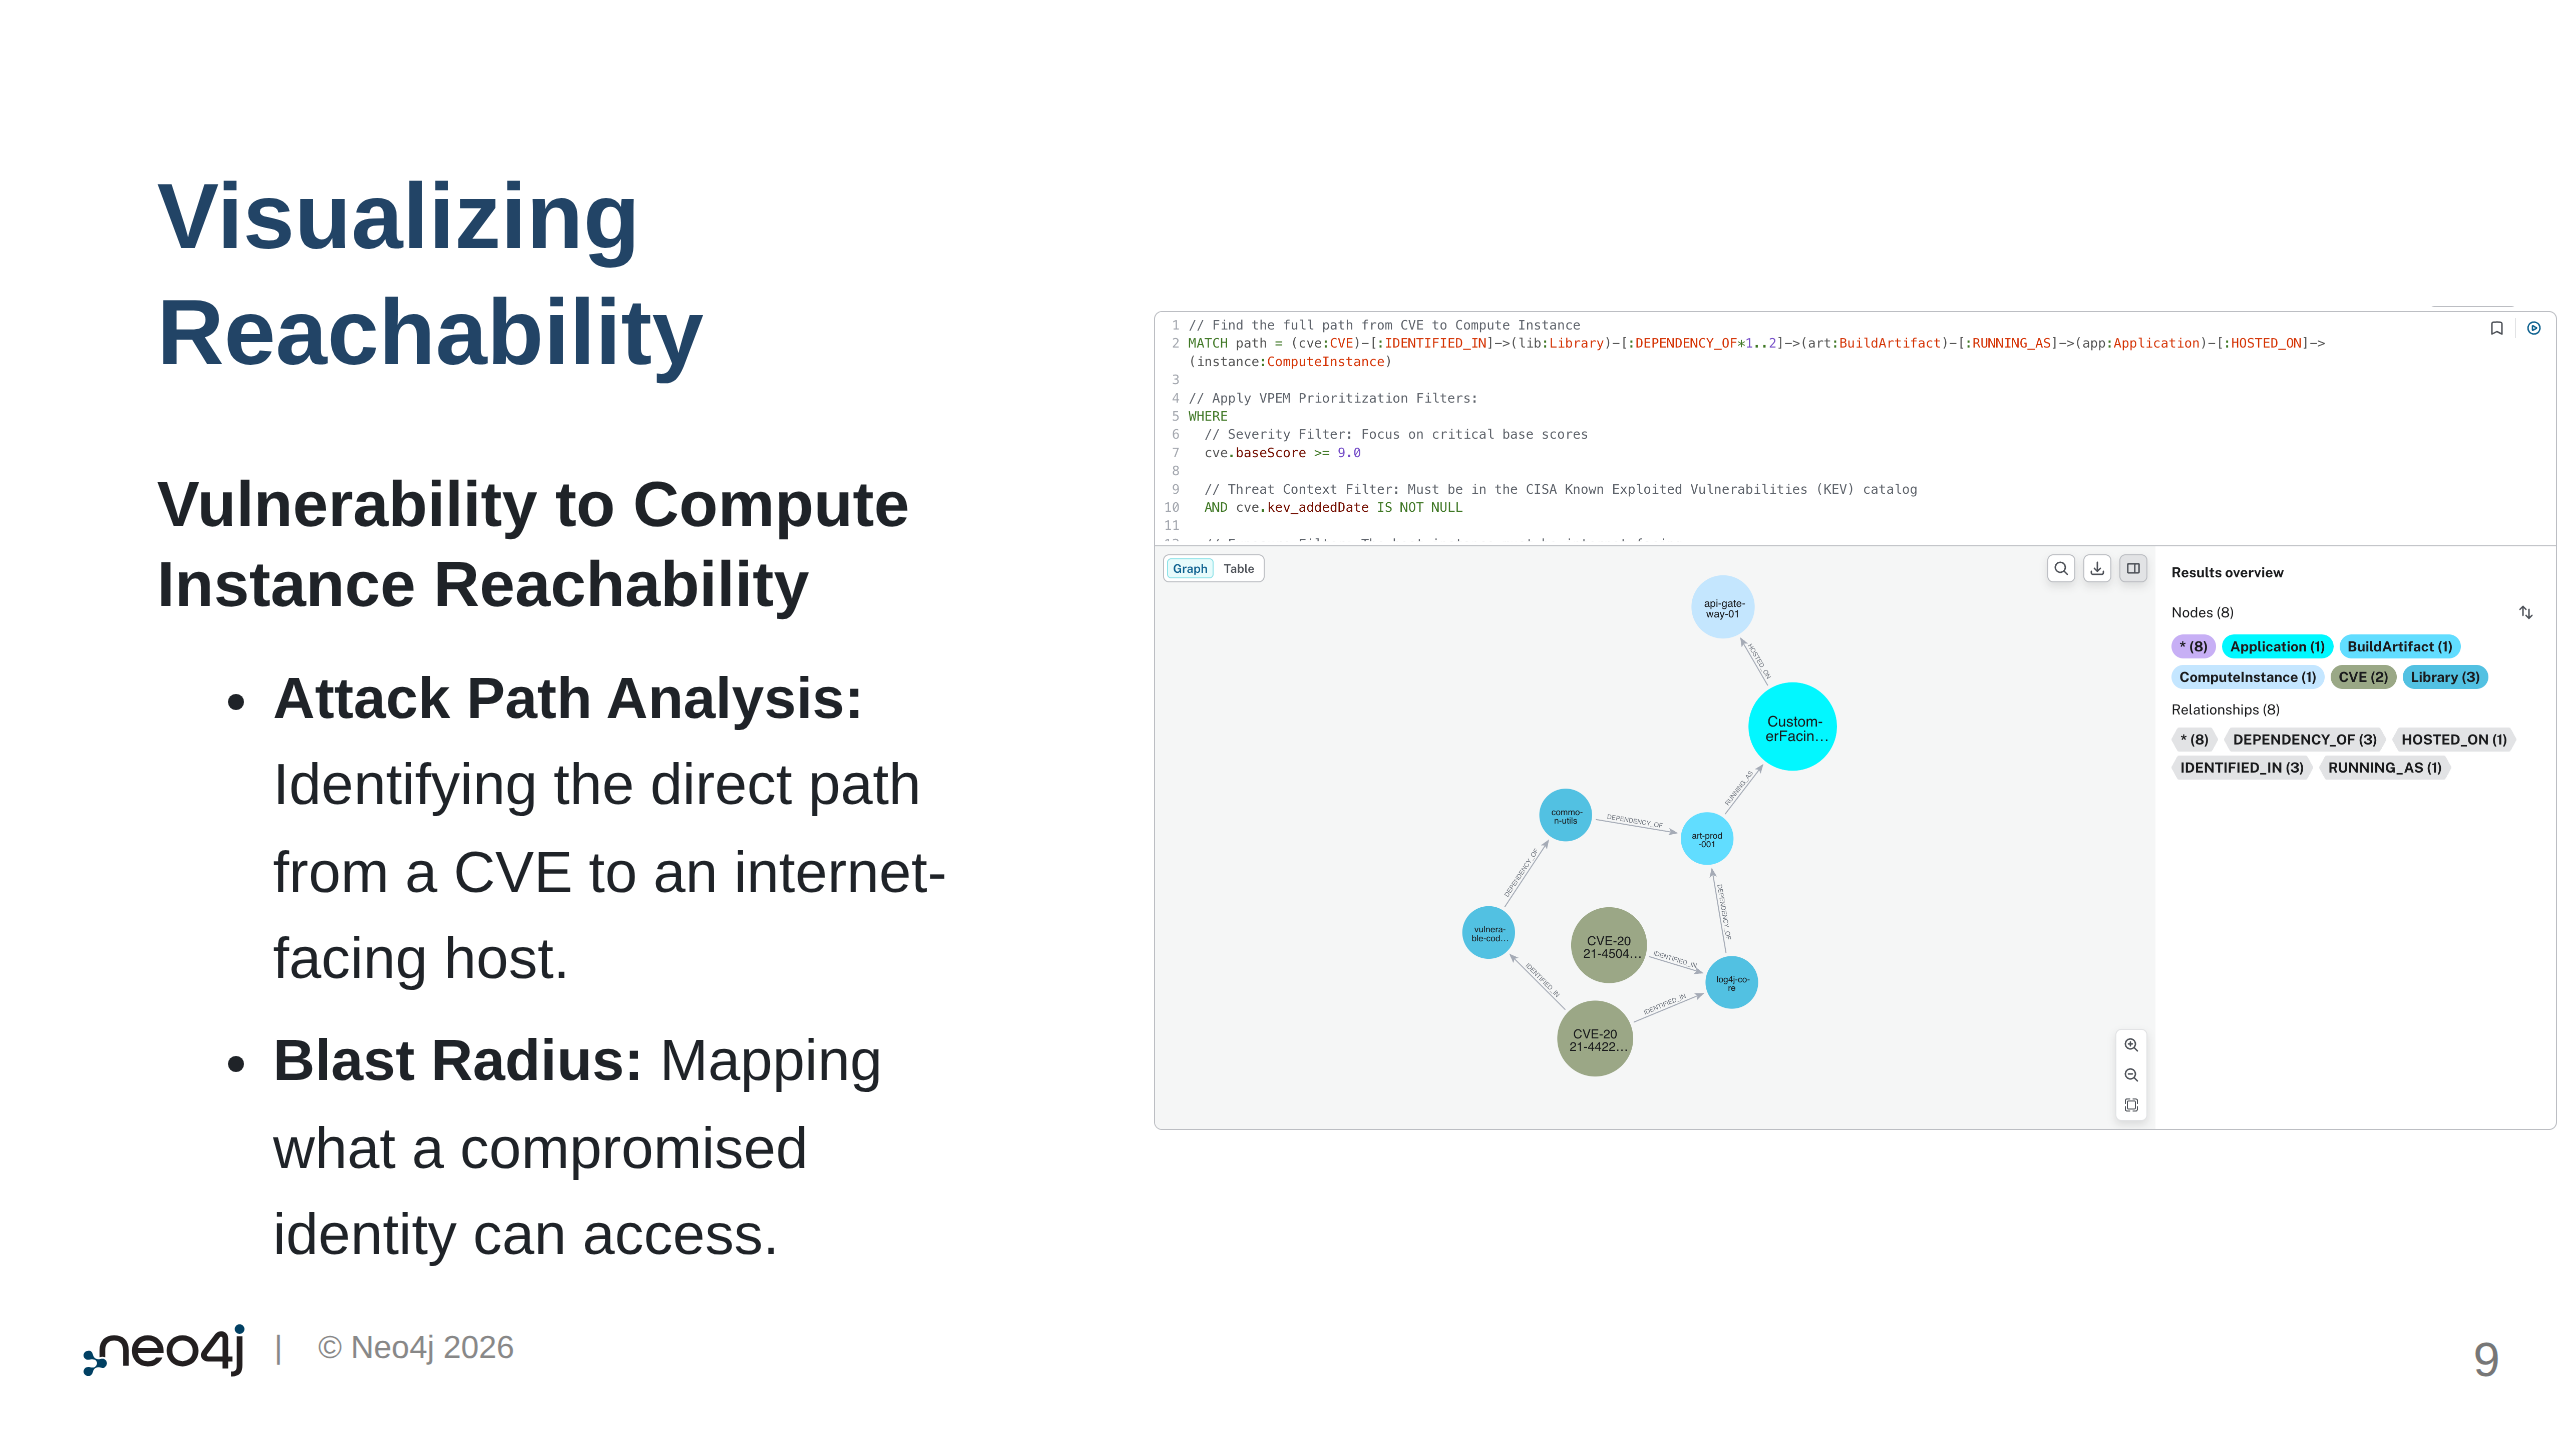 Visualizing
Reachability
Vulnerability to Compute
Instance Reachability
• Attack Path Analysis:
Identifying the direct path
from a CVE to an internet-
facing host.
• Blast Radius: Mapping
what a compromised
identity can access.
1 // Find the full path from CVE to Compute Instance
2 MATCH path = (cve:CVE)-[:IDENTIFIED_IN]->(lib:Library)-[:DEPENDENCY_OF*1..2]->(art:BuildArtifact)-[:RUNNING_AS]->(app:Application)-[:HOSTED_ON]->
(instance:ComputeInstance)
3
4 // Apply VPEM Prioritization Filters:
5 WHERE
6 // Severity Filter: Focus on critical base scores
7 cve.baseScore >= 9.0
8
9 // Threat Context Filter: Must be in the CISA Known Exploited Vulnerabilities (KEV) catalog
10 AND cve.kev_addedDate IS NOT NULL
11
Graph Table
api-gate-
way-01
HOSTED_ON
Custom-
erFacin...
RUNNING_AS
commo-
n-utils
DEPENDENCY_OF
art-prod
-001
DEPENDENCY_OF
DEPENDENCY_OF
vulnera-
ble-cod...
CVE-20
21-4504...
IDENTIFIED_IN
log4j-co-
re
IDENTIFIED_IN
IDENTIFIED_IN
CVE-20
21-4422...
Results overview
Nodes (8)
* (8) Application (1) BuildArtifact (1)
ComputeInstance (1) CVE (2) Library (3)
Relationships (8)
* (8) DEPENDENCY_OF (3) HOSTED_ON (1)
IDENTIFIED_IN (3) RUNNING_AS (1)
neo4j | © Neo4j 2026
9